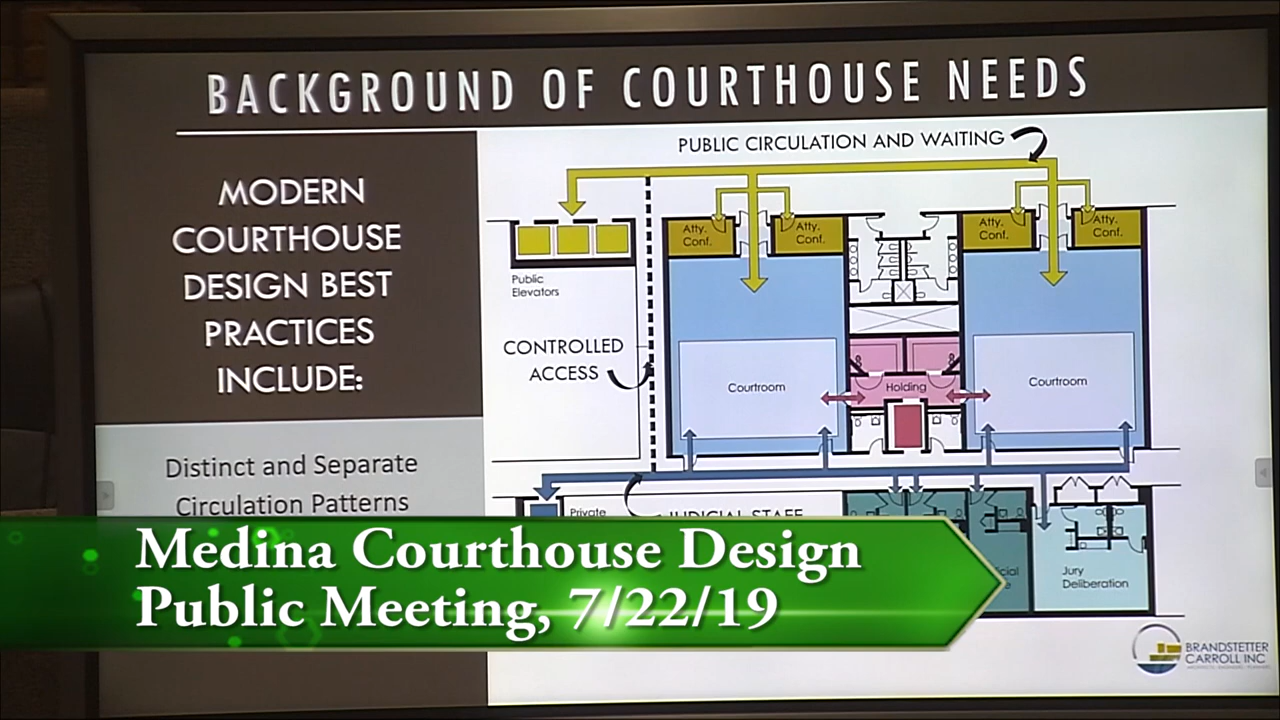 BACKGROUND OF COURTHOUSE NEEDS
MODERN
COURTHOUSE
DESIGN BEST
PRACTICES
INCLUDE:
Distinct and Separate
Circulation Patterns
PUBLIC CIRCULATION AND WAITING
Atty.
Conf.
Atty.
Conf.
Atty.
Conf.
Atty.
Conf.
Public
Elevators
CONTROLLED
ACCESS
Courtroom
Holding
Courtroom
Private
JUDICIAL STAFF
Jury
Deliberation
Medina Courthouse Design
Public Meeting, 7/22/19
BRANDSTETTER
CARROLL INC